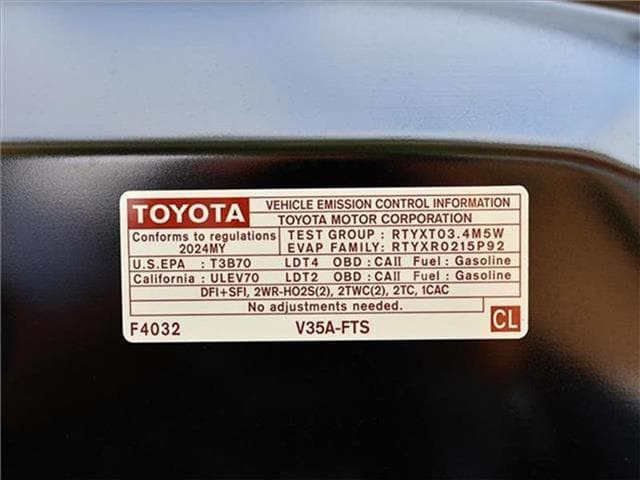 TOYOTA VEHICLE EMISSION CONTROL INFORMATION
TOYOTA MOTOR CORPORATION
Conforms to regulations TEST GROUP : RTYXT03.4M5W
2024MY EVAP FAMILY: RTYXR0215P92
U.S.EPA : T3B70 LDT4 OBD : CAII Fuel : Gasoline
California : ULEV70 LDT2 OBD : CAII Fuel : Gasoline
DFI+SFI, 2WR-HO2S(2), 2TWC(2), 2TC, 1CAC
No adjustments needed.
F4032 V35A-FTS CL